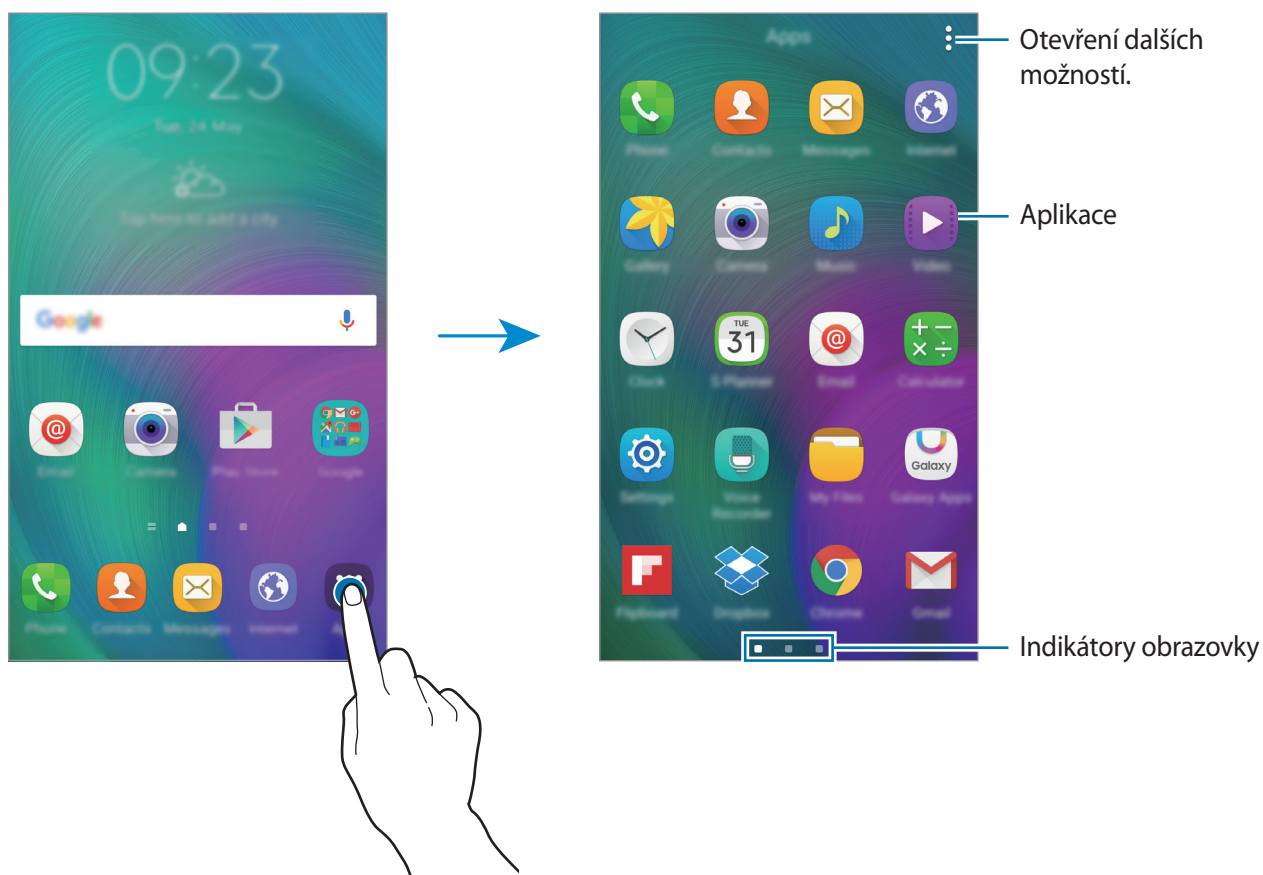 09:23
Tue, 24 May
Tap here to add a city
Google
Email Camera Play Store Google
Phone Contacts Messages Internet
Apps
Otevření dalších
možností.
Phone Contacts Messages Internet
Gallery Camera Music Video
Aplikace
TUE
31
Clock S Planner Email Calculator
Galaxy
Settings Voice Recorder My Files Galaxy Apps
Flipboard Dropbox Chrome Gmail
Indikátory obrazovky